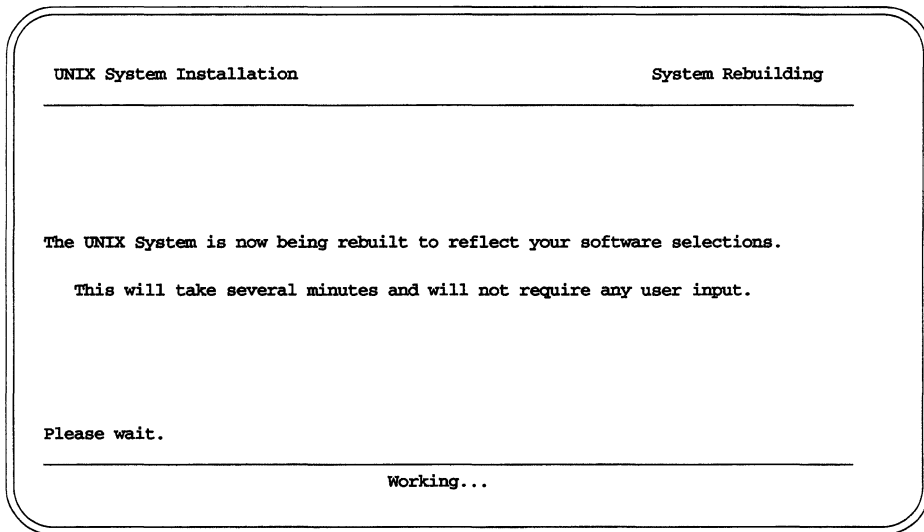 UNIX System Installation System Rebuilding
The UNIX System is now being rebuilt to reflect your software selections.
This will take several minutes and will not require any user input.
Please wait.
Working...